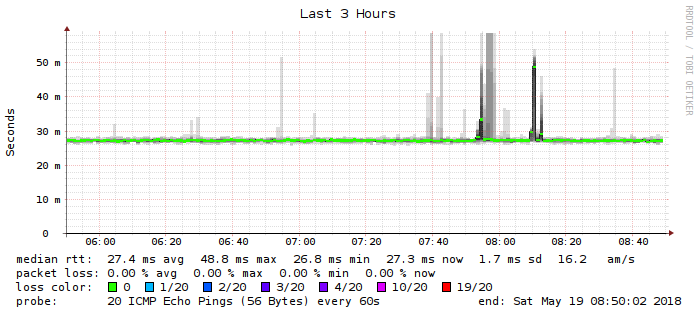 Last 3 Hours
RRDTOOL / TOBI OETIKER
Seconds
50 m
40 m
30 m
20 m
10 m
0
06:00 06:20 06:40 07:00 07:20 07:40 08:00 08:20 08:40
median rtt: 27.4 ms avg 48.8 ms max 26.8 ms min 27.3 ms now 1.7 ms sd 16.2 am/s
packet loss: 0.00 % avg 0.00 % max 0.00 % min 0.00 % now
loss color: 0 1/20 2/20 3/20 4/20 10/20 19/20
probe: 20 ICMP Echo Pings (56 Bytes) every 60s end: Sat May 19 08:50:02 2018